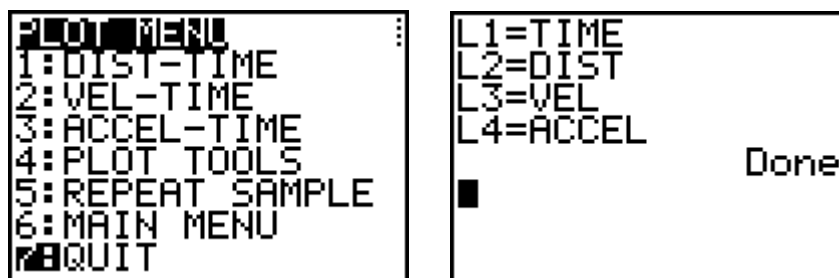 PLOT MENU
1:DIST-TIME
2:VEL-TIME
3:ACCEL-TIME
4:PLOT TOOLS
5:REPEAT SAMPLE
6:MAIN MENU
7:QUIT
L1=TIME
L2=DIST
L3=VEL
L4=ACCEL
Done